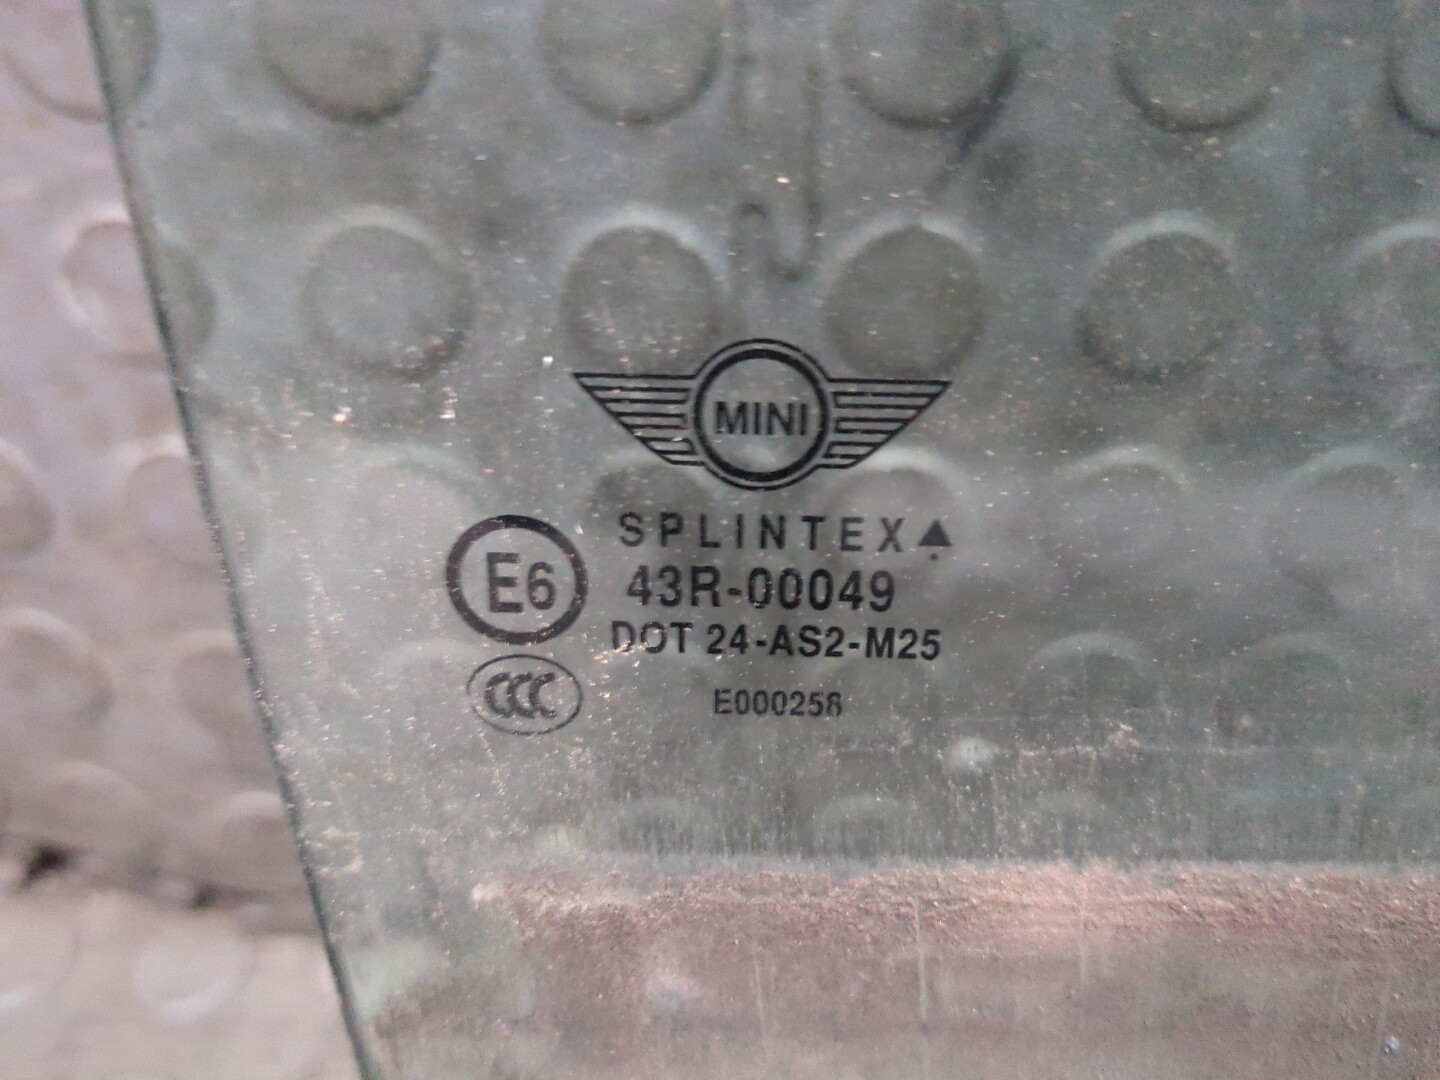 MINI
SPLINTEX
E6
43R-00049
DOT 24-AS2-M25
CCC
E000258